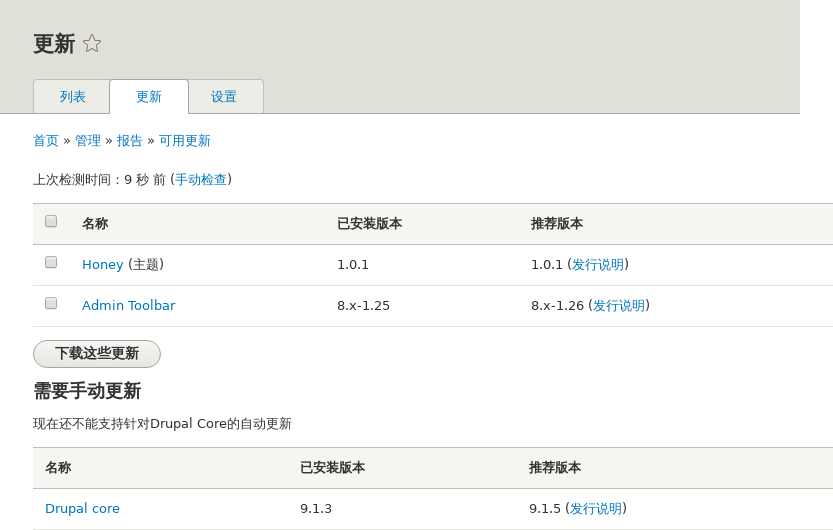 更新
列表 更新 设置
首页 » 管理 » 报告 » 可用更新
上次检测时间：9 秒 前 (手动检查)
名称 已安装版本 推荐版本
Honey (主题) 1.0.1 1.0.1 (发行说明)
Admin Toolbar 8.x-1.25 8.x-1.26 (发行说明)
下载这些更新
需要手动更新
现在还不能支持针对Drupal Core的自动更新
名称 已安装版本 推荐版本
Drupal core 9.1.3 9.1.5 (发行说明)